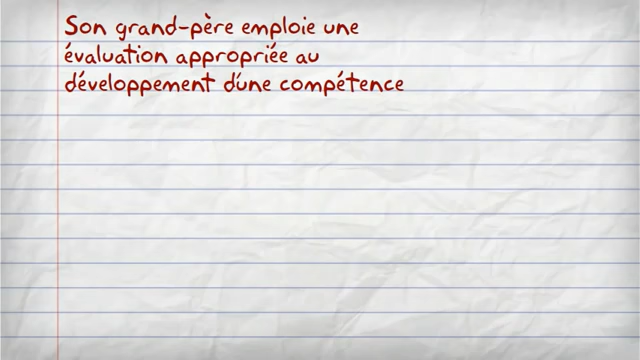 Son grand-père emploie une
évaluation appropriée au
développement d'une compétence